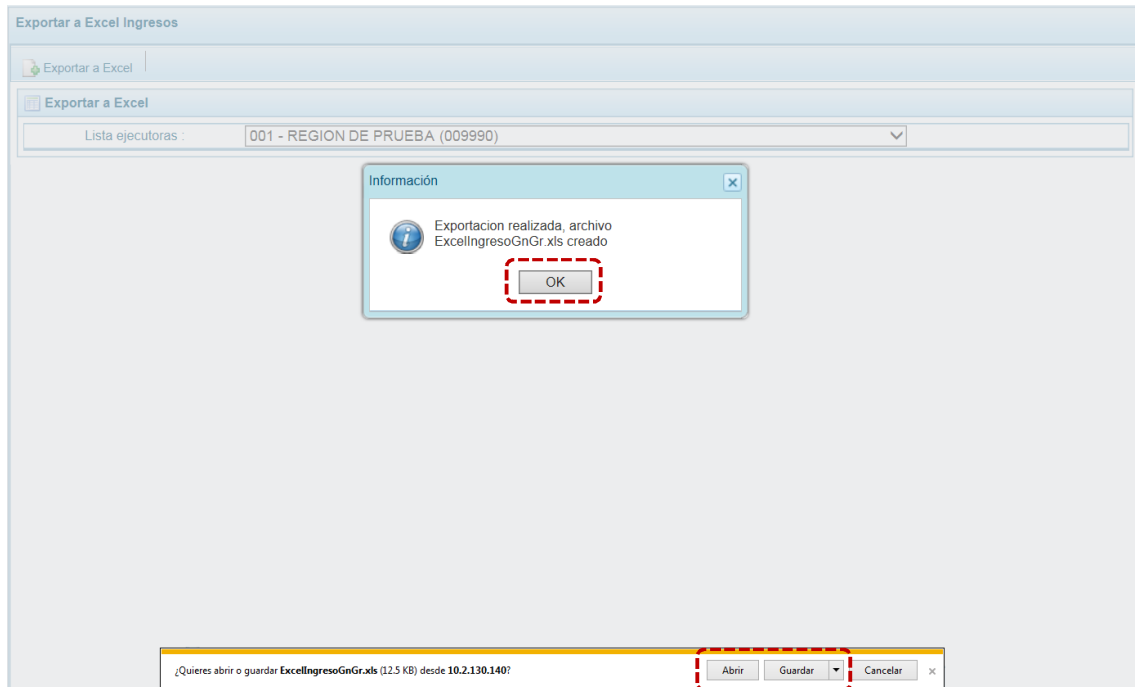 Exportar a Excel Ingresos
Exportar a Excel
Exportar a Excel
Lista ejecutoras : 001 - REGION DE PRUEBA (009990)
Información
Exportacion realizada, archivo
ExcelIngresoGnGr.xls creado
OK
¿Quieres abrir o guardar ExcelIngresoGnGr.xls (12.5 KB) desde 10.2.130.140? Abrir Guardar Cancelar